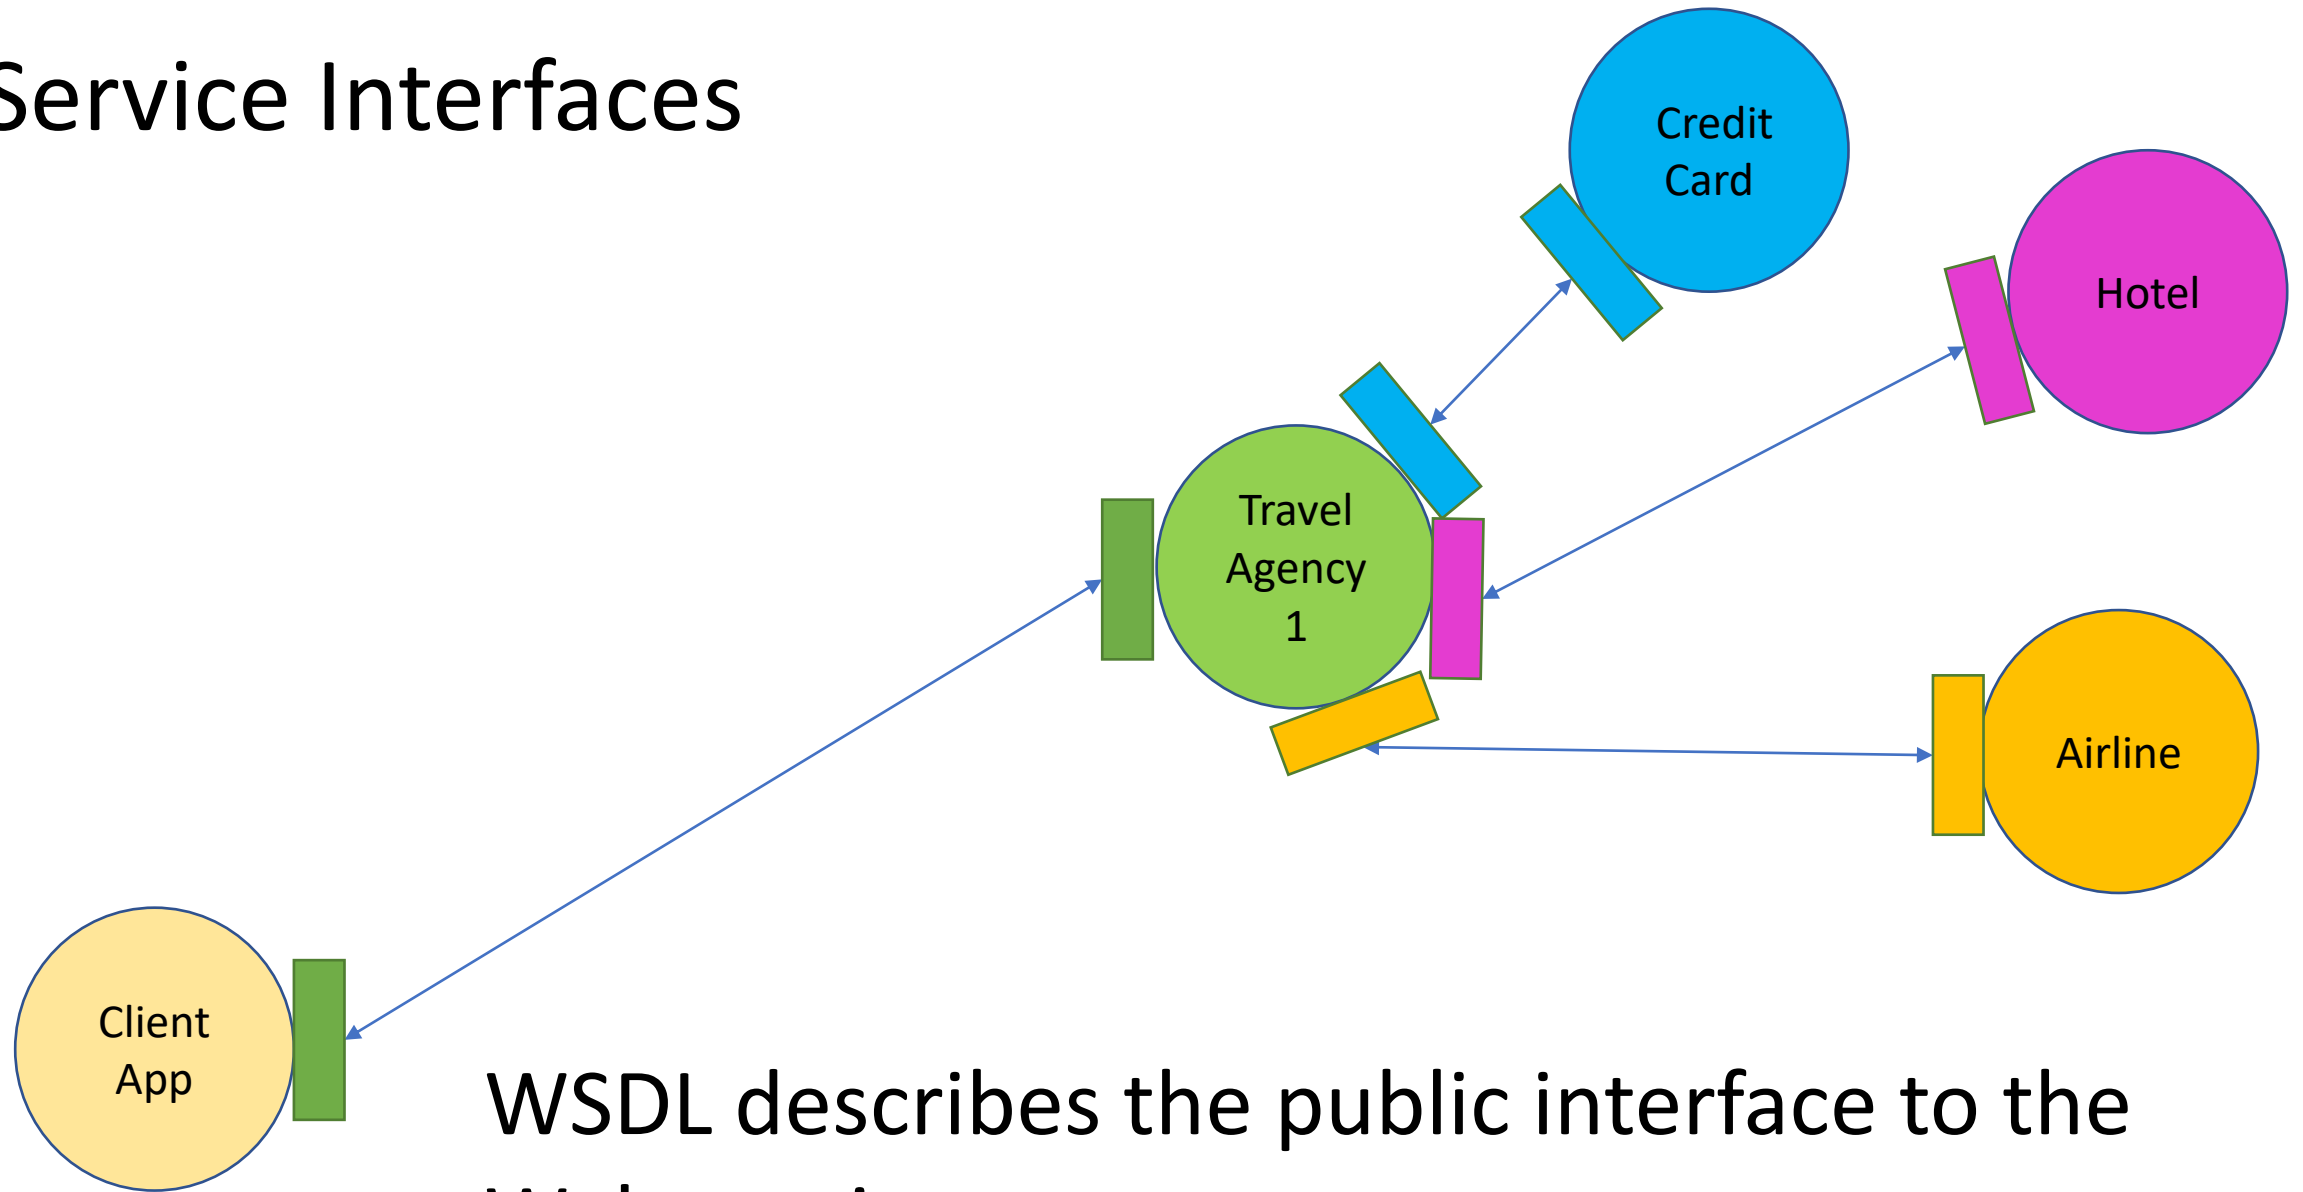 Service Interfaces
Credit
Card
Hotel
Travel
Agency
1
Airline
Client
App
WSDL describes the public interface to the